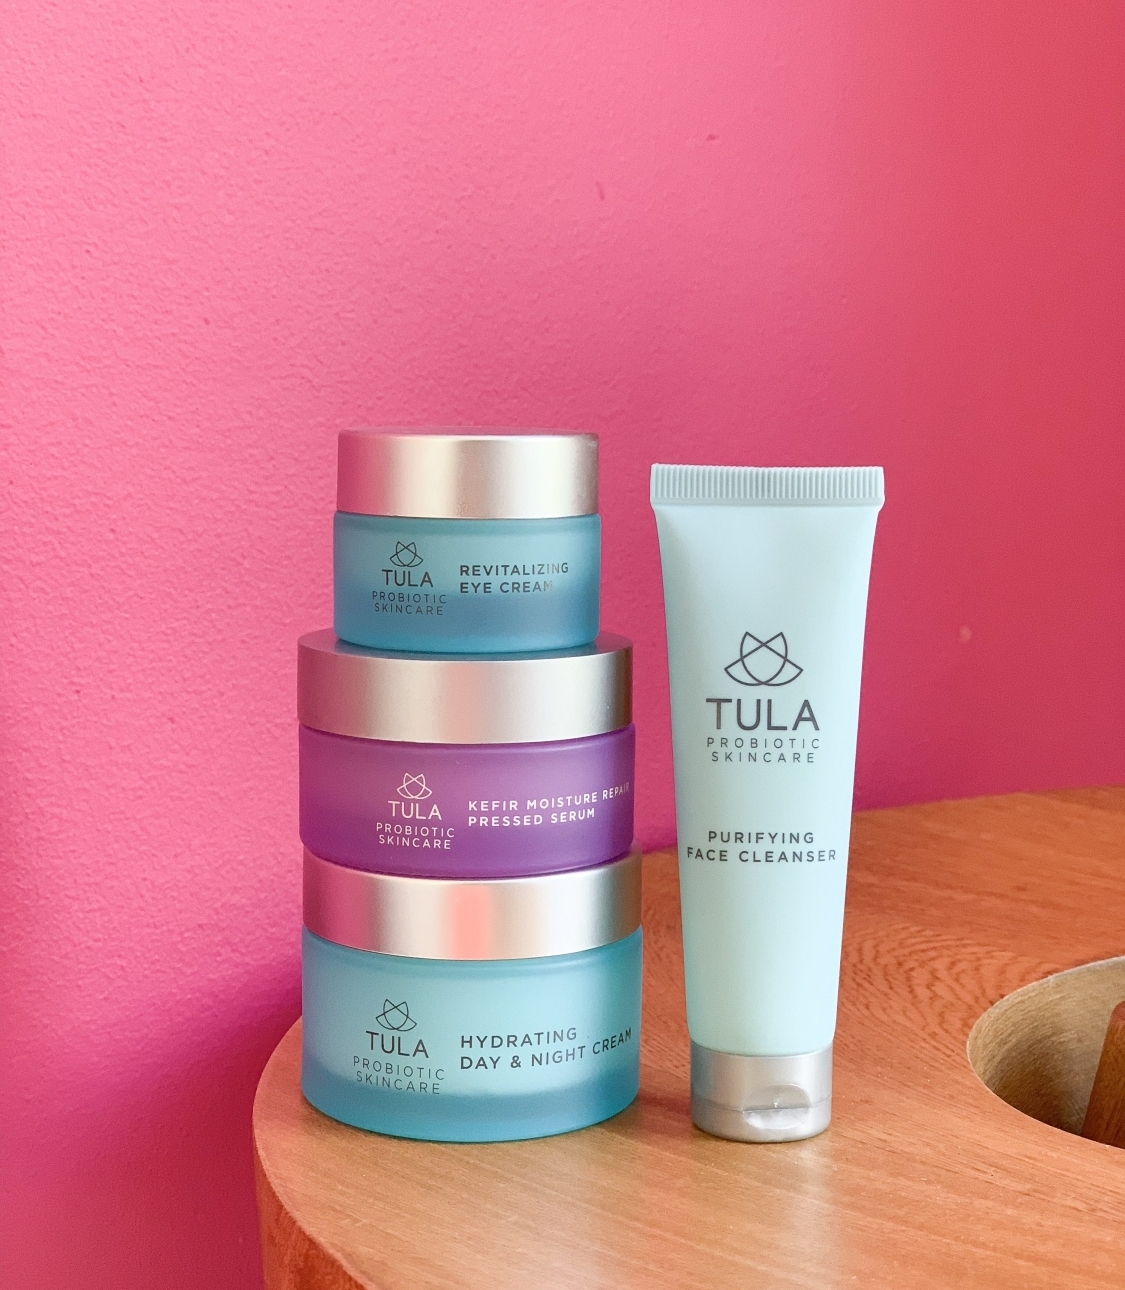 TULA
PROBIOTIC
SKINCARE
REVITALIZING
EYE CREAM
TULA
PROBIOTIC
SKINCARE
KEFIR MOISTURE REPAIR
PRESSED SERUM
TULA
PROBIOTIC
SKINCARE
HYDRATING
DAY & NIGHT CREAM
TULA
PROBIOTIC
SKINCARE
PURIFYING
FACE CLEANSER